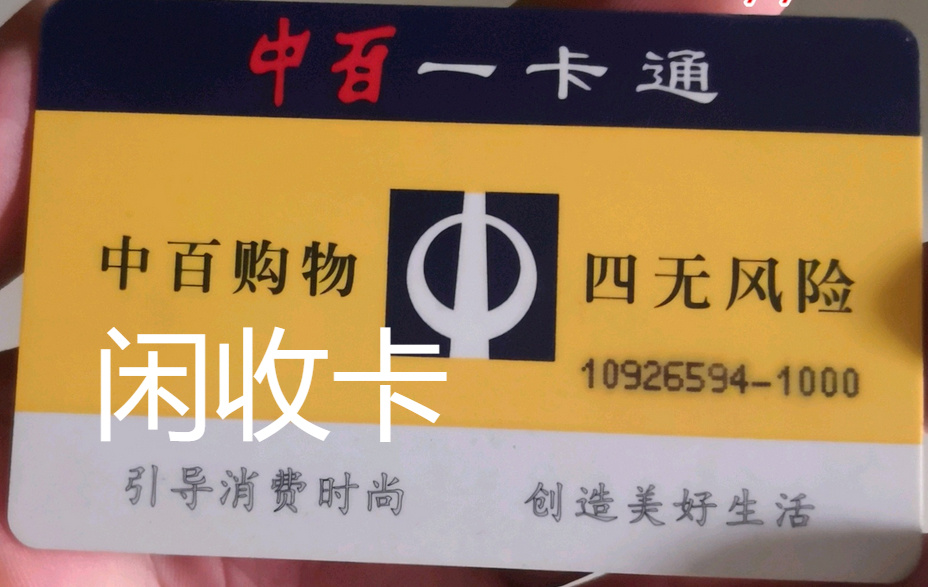 中百一卡通
中百购物 四无风险
闲收卡
10926594-1000
引导消费时尚 创造美好生活